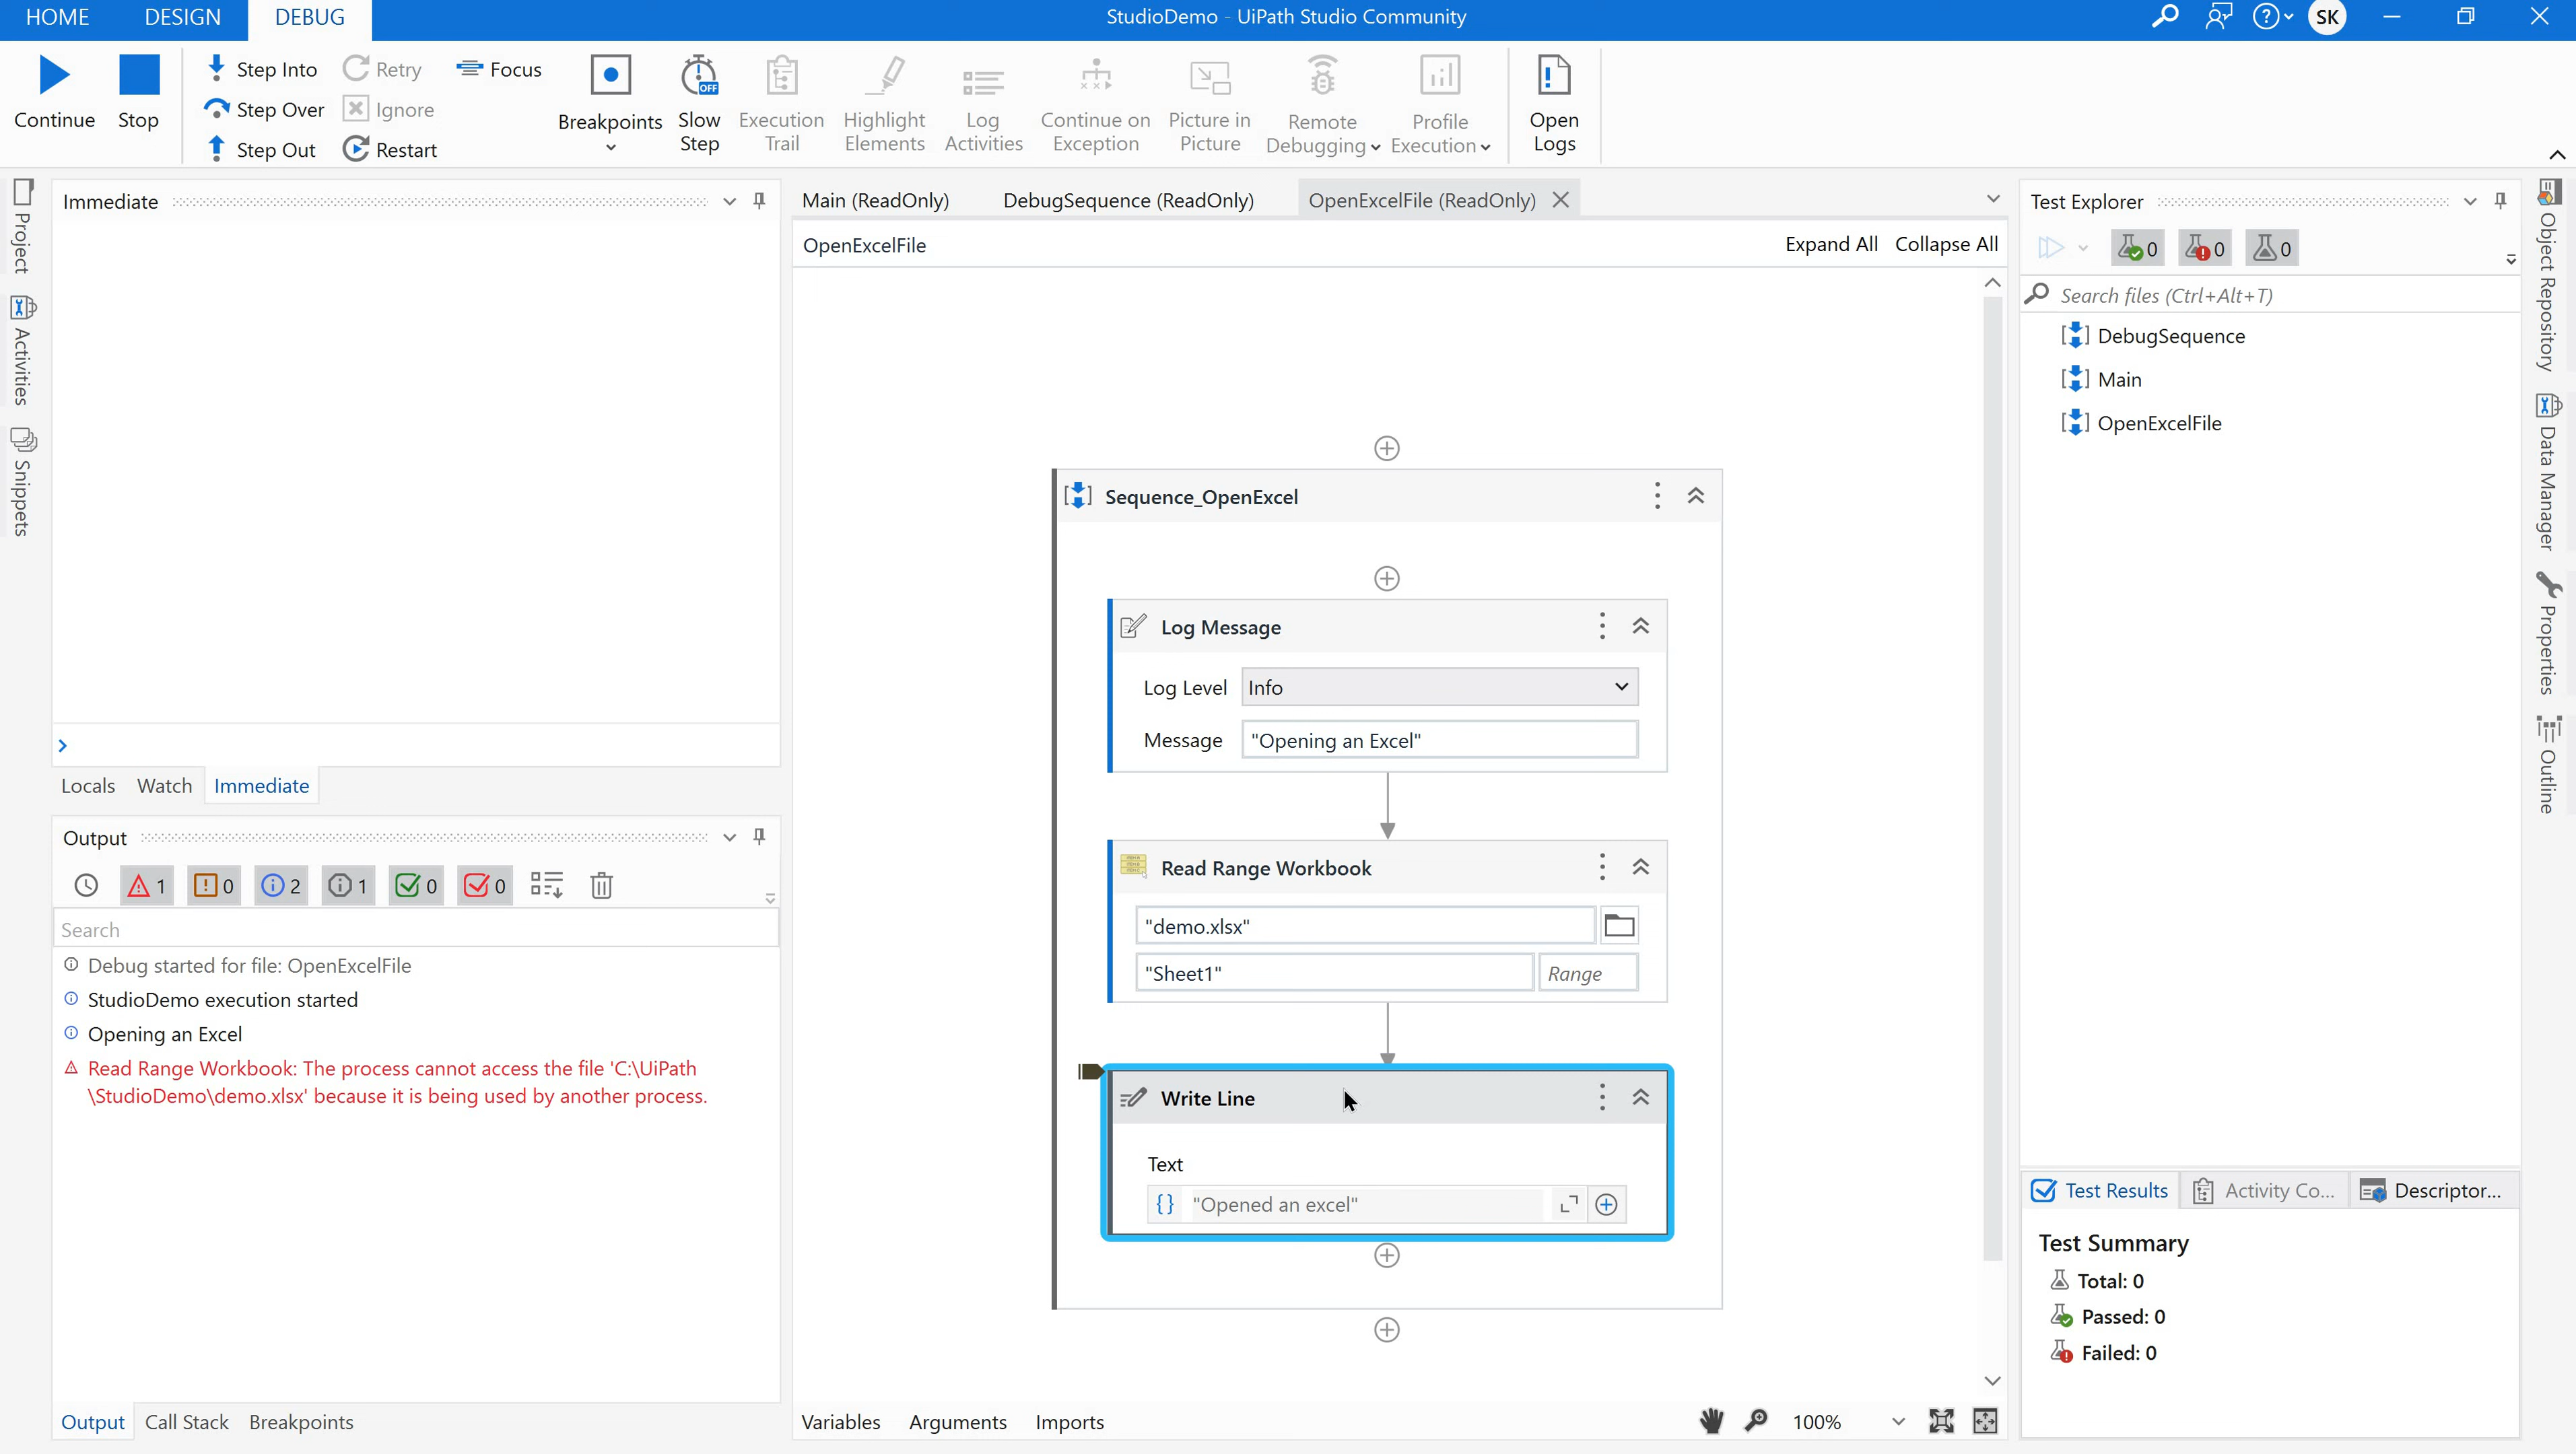 HOME DESIGN DEBUG
StudioDemo - UiPath Studio Community
SK
Continue
Stop
Step Into
Step Over
Step Out
Retry
Ignore
Restart
Focus
Breakpoints
OFF
Slow
Step
Execution
Trail
Highlight
Elements
Log
Activities
Continue on
Exception
Picture in
Picture
Remote
Debugging
Profile
Execution
Open
Logs
Project
Activities
Snippets
Immediate
Locals Watch Immediate
Output
1 0 2 1 0 0
Search
Debug started for file: OpenExcelFile
StudioDemo execution started
Opening an Excel
Read Range Workbook: The process cannot access the file 'C:\UiPath
\StudioDemo\demo.xlsx' because it is being used by another process.
Output Call Stack Breakpoints
Main (ReadOnly) DebugSequence (ReadOnly) OpenExcelFile (ReadOnly)
OpenExcelFile
Expand All Collapse All
Sequence_OpenExcel
Log Message
Log Level Info
Message "Opening an Excel"
Read Range Workbook
"demo.xlsx"
"Sheet1" Range
Write Line
Text
{} "Opened an excel"
Variables Arguments Imports
100%
Test Explorer
0 0 0
Search files (Ctrl+Alt+T)
DebugSequence
Main
OpenExcelFile
Test Results Activity Co... Descriptor...
Test Summary
Total: 0
Passed: 0
Failed: 0
Object Repository
Data Manager
Properties
Outline